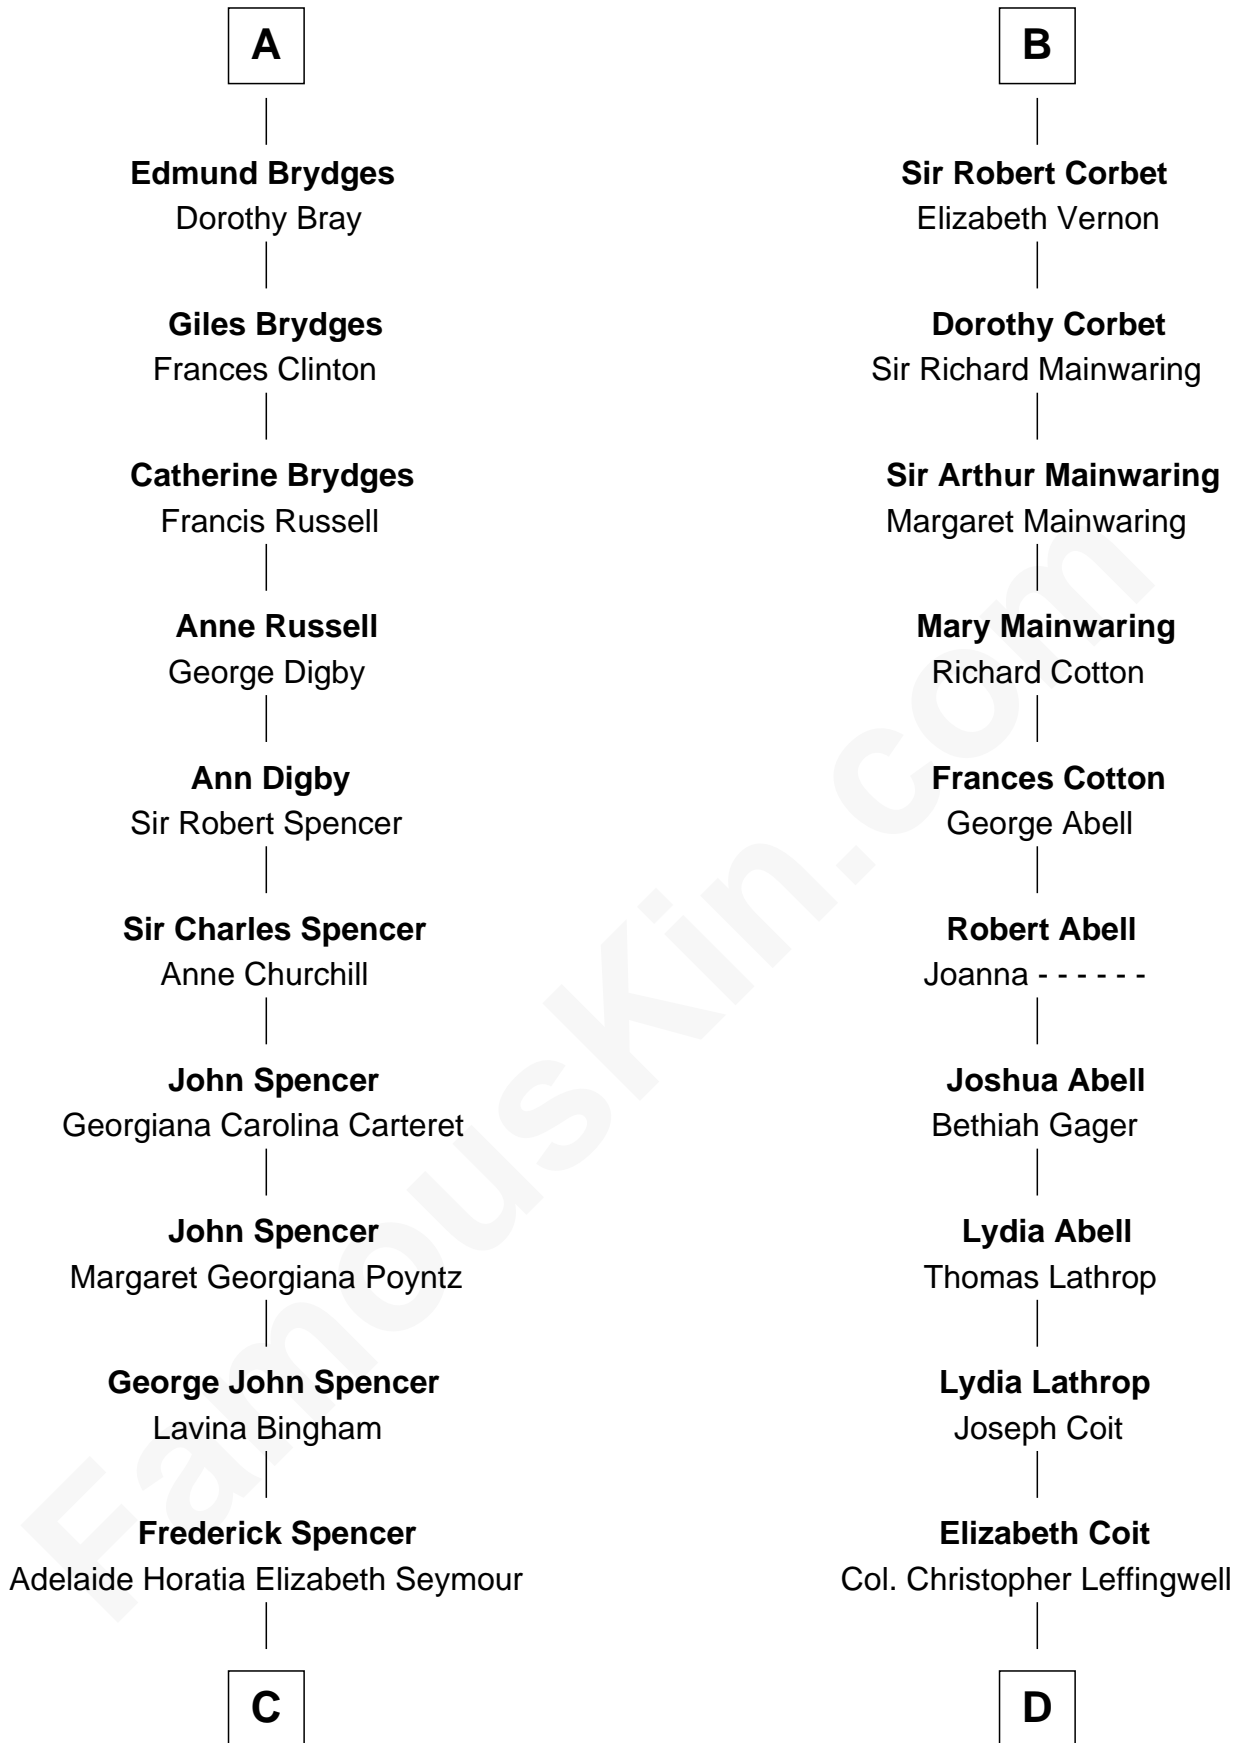 A
Edmund Brydges
Dorothy Bray
Giles Brydges
Frances Clinton
Catherine Brydges
Francis Russell
Anne Russell
George Digby
Ann Digby
Sir Robert Spencer
Sir Charles Spencer
Anne Churchill
John Spencer
Georgiana Carolina Carteret
John Spencer
Margaret Georgiana Poyntz
George John Spencer
Lavina Bingham
Frederick Spencer
Adelaide Horatia Elizabeth Seymour
C
B
Sir Robert Corbet
Elizabeth Vernon
Dorothy Corbet
Sir Richard Mainwaring
Sir Arthur Mainwaring
Margaret Mainwaring
Mary Mainwaring
Richard Cotton
Frances Cotton
George Abell
Robert Abell
Joanna - - - - - -
Joshua Abell
Bethiah Gager
Lydia Abell
Thomas Lathrop
Lydia Lathrop
Joseph Coit
Elizabeth Coit
Col. Christopher Leffingwell
D
FamousKin.com